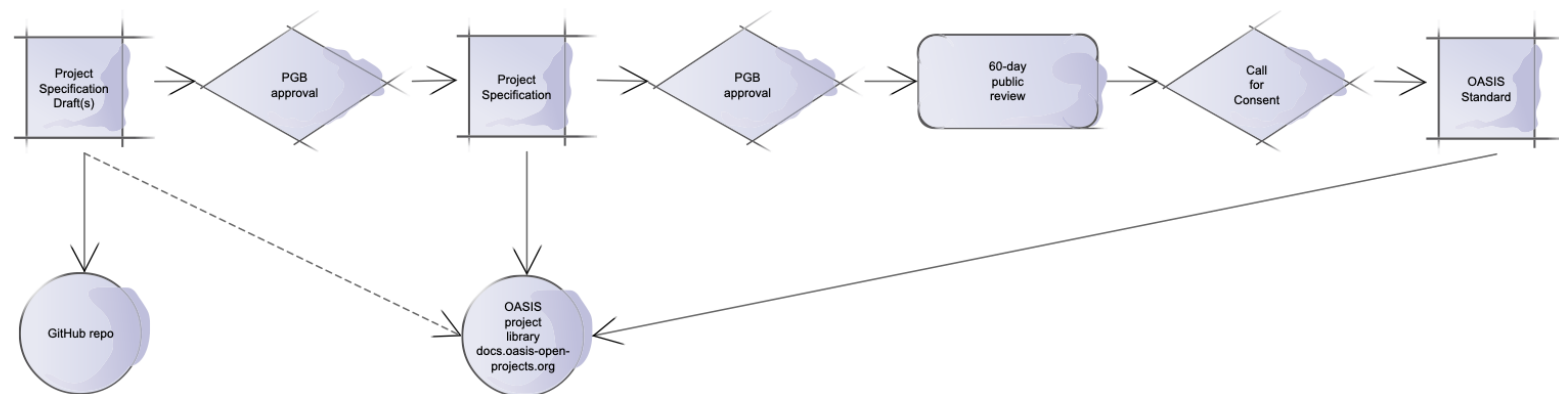 Project
Specification
Draft(s)
PGB
approval
Project
Specification
PGB
approval
60-day
public
review
Call
for
Consent
OASIS
Standard
GitHub repo
OASIS
project
library
docs.oasis-open-
projects.org